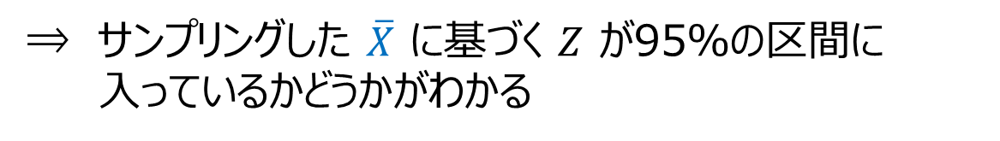 ⇒ サンプリングした X̄ に基づく Z が95%の区間に
入っているかどうかがわかる